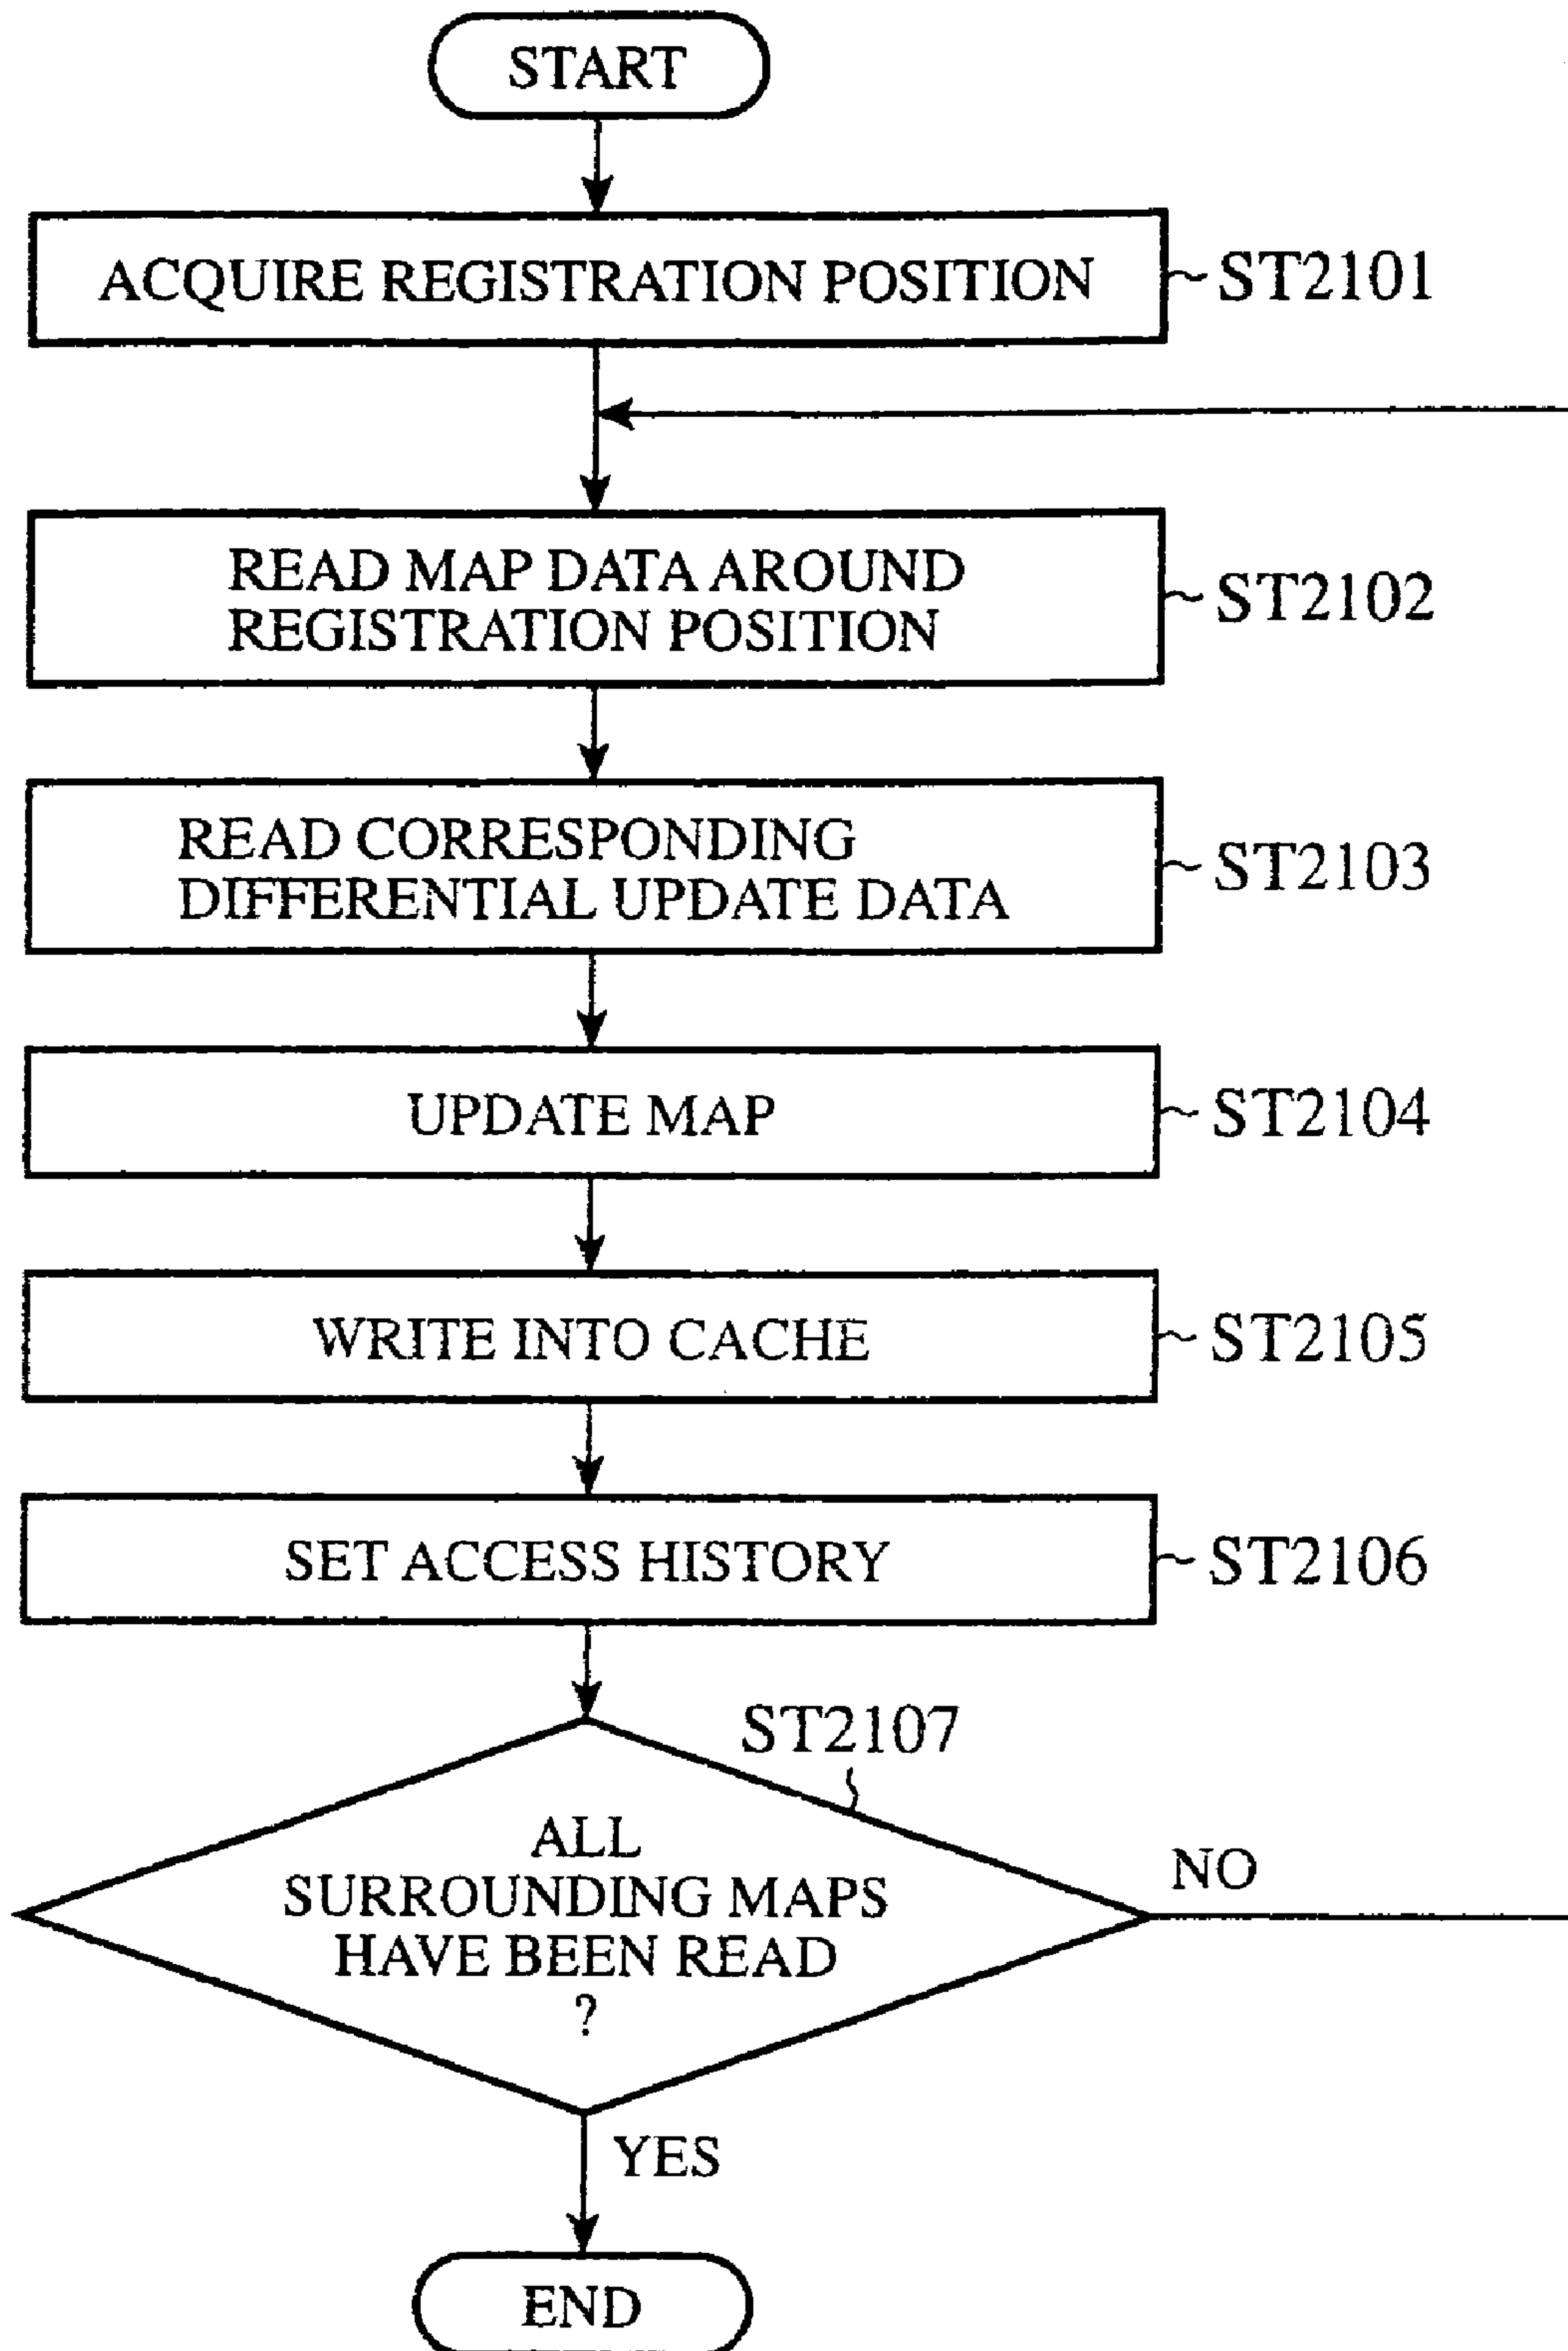 START
ACQUIRE REGISTRATION POSITION
ST2101
READ MAP DATA AROUND
REGISTRATION POSITION
ST2102
READ CORRESPONDING
DIFFERENTIAL UPDATE DATA
ST2103
UPDATE MAP
ST2104
WRITE INTO CACHE
ST2105
SET ACCESS HISTORY
ST2106
ST2107
ALL
SURROUNDING MAPS
HAVE BEEN READ
?
NO
YES
END